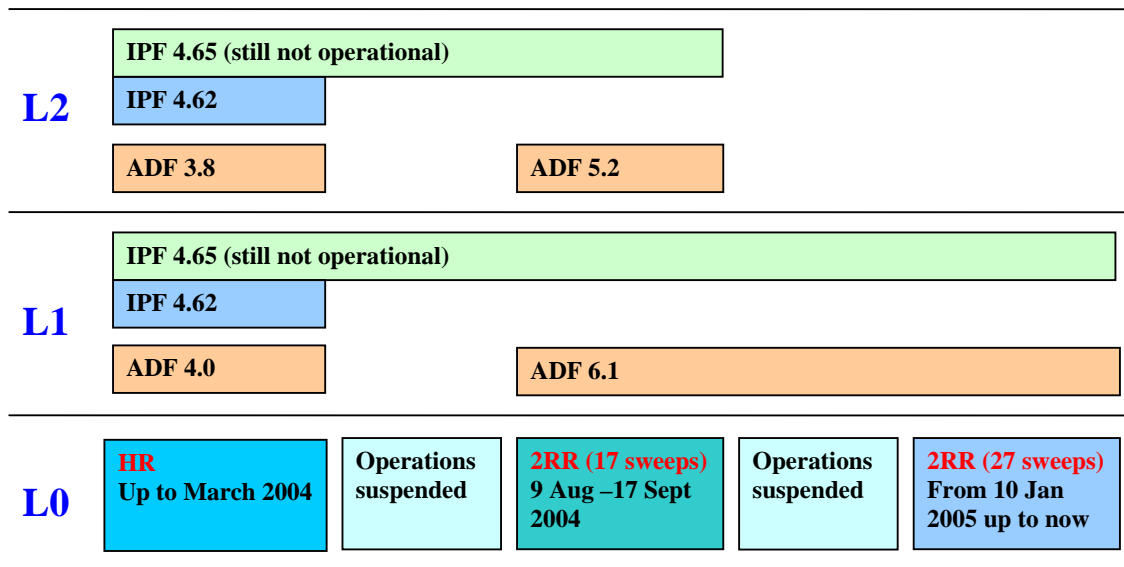 L2
IPF 4.65 (still not operational)
IPF 4.62
ADF 3.8
ADF 5.2
L1
IPF 4.65 (still not operational)
IPF 4.62
ADF 4.0
ADF 6.1
L0
HR
Up to March 2004
Operations
suspended
2RR (17 sweeps)
9 Aug –17 Sept
2004
Operations
suspended
2RR (27 sweeps)
From 10 Jan
2005 up to now